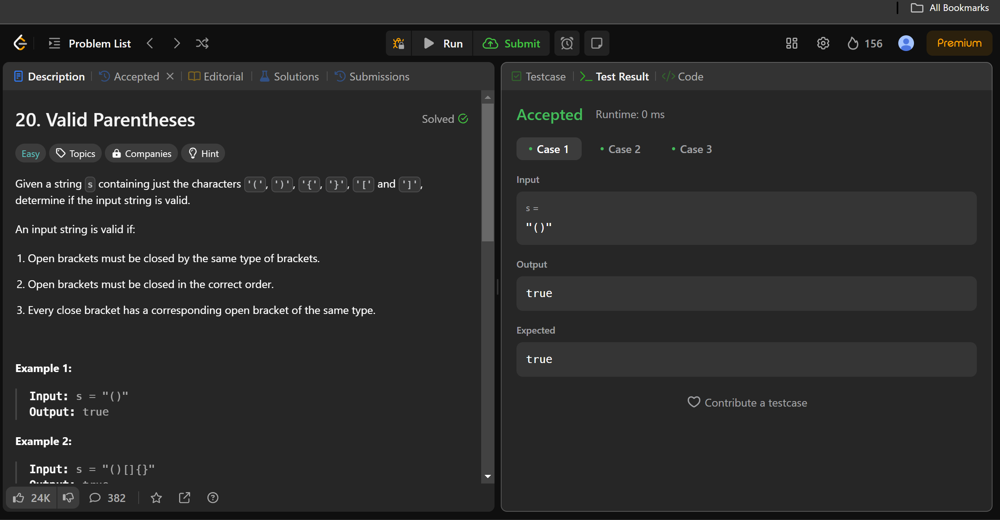 All Bookmarks
Problem List
Run
Submit
156
Premium
Description
Accepted
Editorial
Solutions
Submissions
20. Valid Parentheses
Solved
Easy
Topics
Companies
Hint
Given a string s containing just the characters '(', ')', '{', '}', '[' and ']',
determine if the input string is valid.
An input string is valid if:
1. Open brackets must be closed by the same type of brackets.
2. Open brackets must be closed in the correct order.
3. Every close bracket has a corresponding open bracket of the same type.
Example 1:
Input: s = "()"
Output: true
Example 2:
Input: s = "()[]{}"
Output: true
24K
382
Testcase
Test Result
Code
Accepted
Runtime: 0 ms
Case 1
Case 2
Case 3
Input
s =
"()"
Output
true
Expected
true
Contribute a testcase